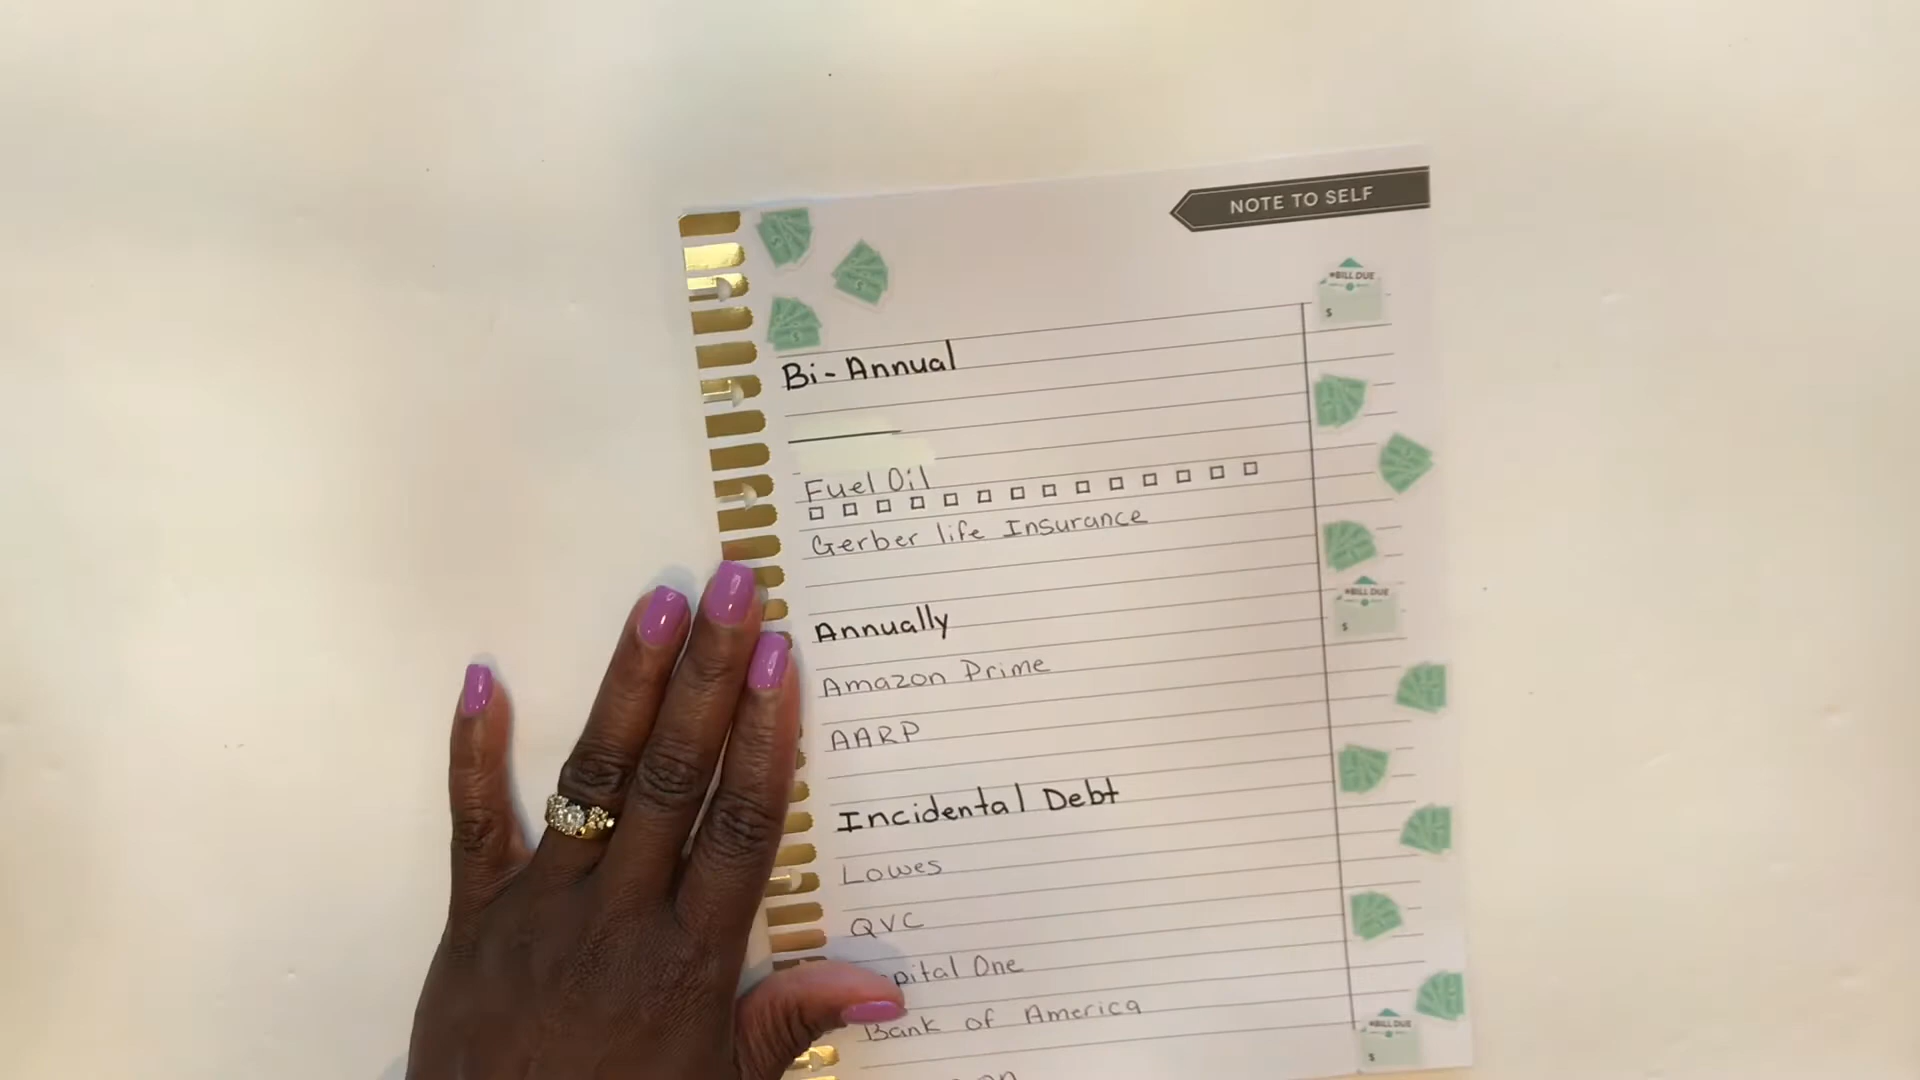 NOTE TO SELF
BILL DUE
$
Bi-Annual
Fuel Oil
Gerber life Insurance
BILL DUE
$
Annually
Amazon Prime
AARP
Incidental Debt
Lowes
QVC
pital One
Bank of America
BILL DUE
$